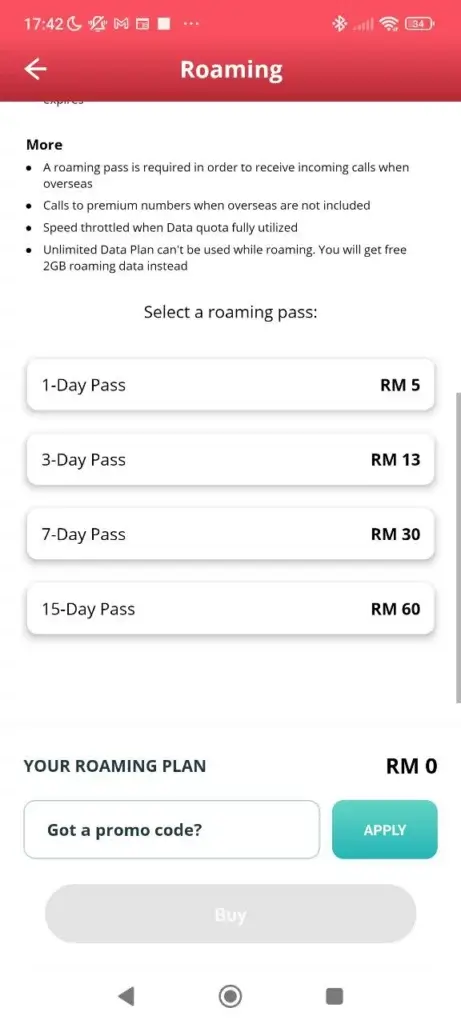 17:42
34
Roaming
expires
More
• A roaming pass is required in order to receive incoming calls when
overseas
• Calls to premium numbers when overseas are not included
• Speed throttled when Data quota fully utilized
• Unlimited Data Plan can't be used while roaming. You will get free
2GB roaming data instead
Select a roaming pass:
1-Day Pass RM 5
3-Day Pass RM 13
7-Day Pass RM 30
15-Day Pass RM 60
YOUR ROAMING PLAN RM 0
Got a promo code? APPLY
Buy